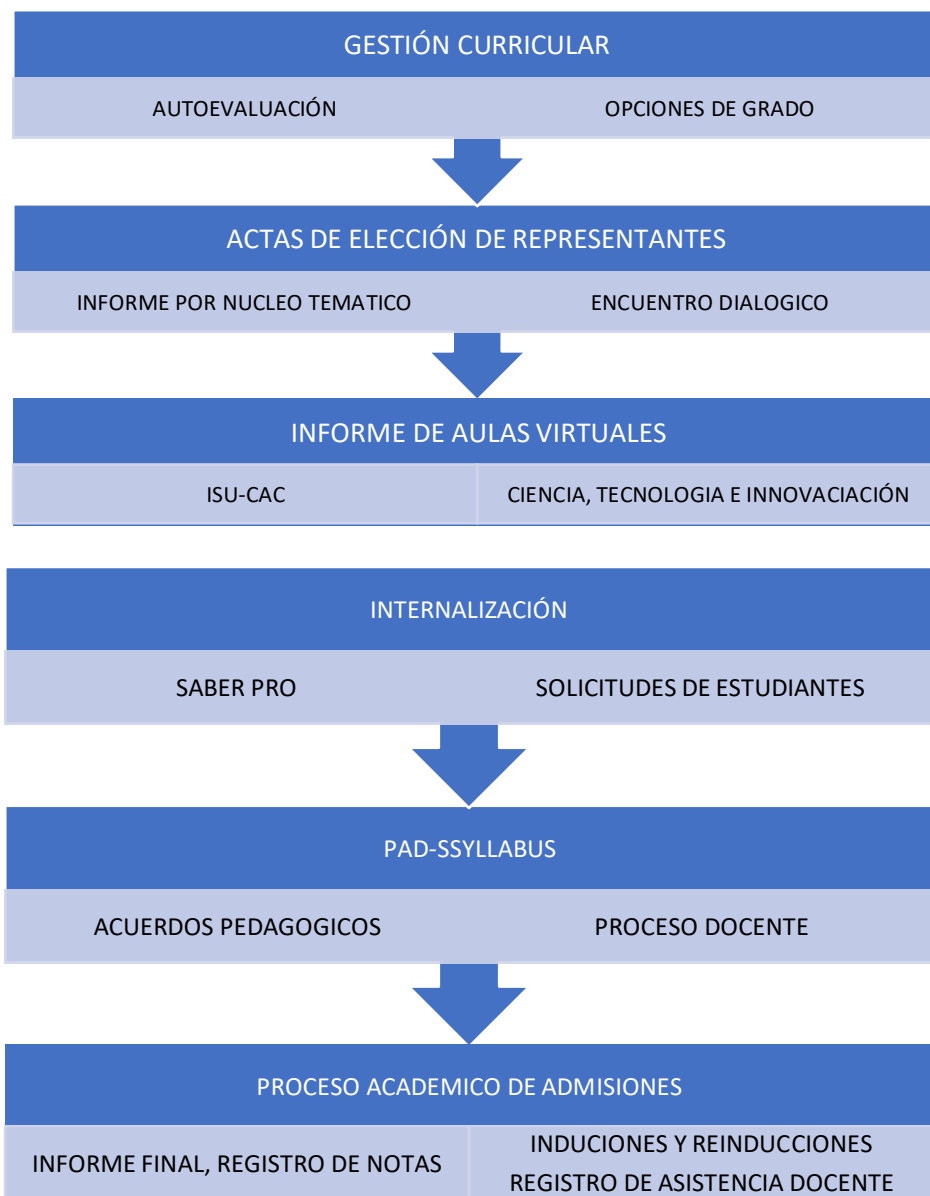 GESTIÓN CURRICULAR
AUTOEVALUACIÓN
OPCIONES DE GRADO
ACTAS DE ELECCIÓN DE REPRESENTANTES
INFORME POR NUCLEO TEMATICO
ENCUENTRO DIALOGICO
INFORME DE AULAS VIRTUALES
ISU-CAC
CIENCIA, TECNOLOGIA E INNOVACIACIÓN
INTERNALIZACIÓN
SABER PRO
SOLICITUDES DE ESTUDIANTES
PAD-SSYLLABUS
ACUERDOS PEDAGOGICOS
PROCESO DOCENTE
PROCESO ACADEMICO DE ADMISIONES
INFORME FINAL, REGISTRO DE NOTAS
INDUCIONES Y REINDUCCIONES
REGISTRO DE ASISTENCIA DOCENTE